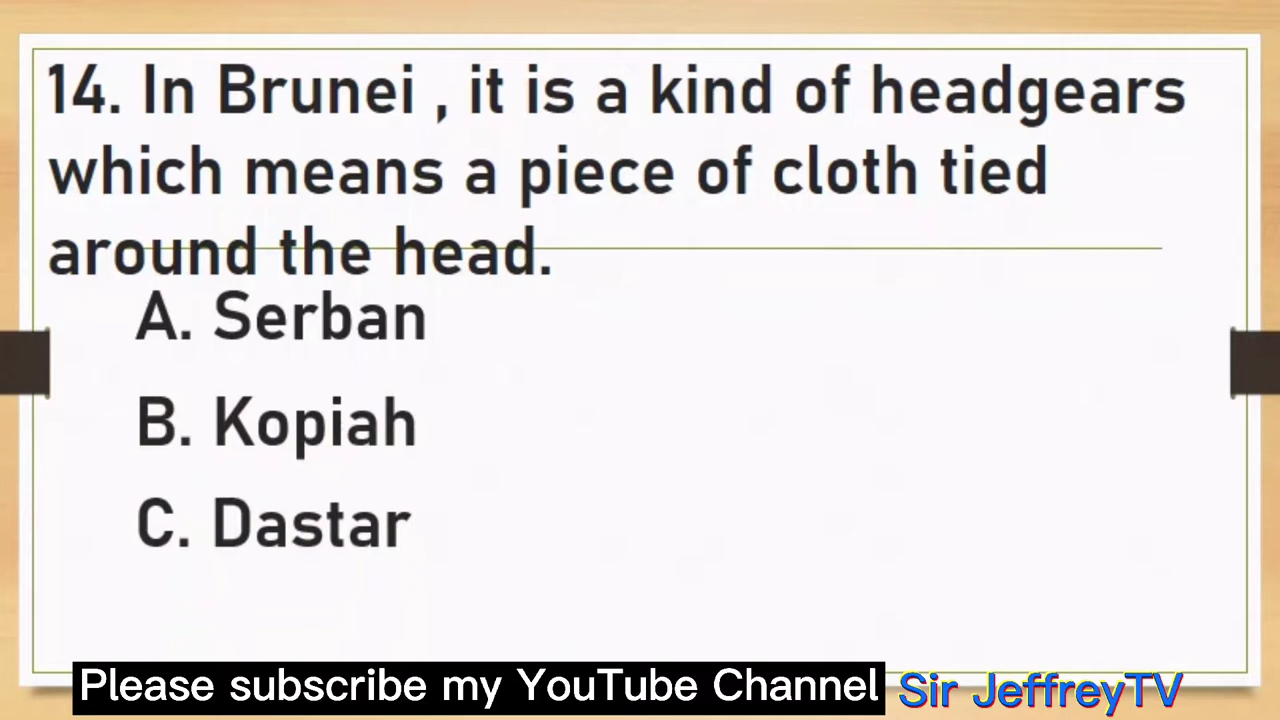 14. In Brunei , it is a kind of headgears
which means a piece of cloth tied
around the head.
A. Serban
B. Kopiah
C. Dastar
Please subscribe my YouTube Channel Sir JeffreyTV